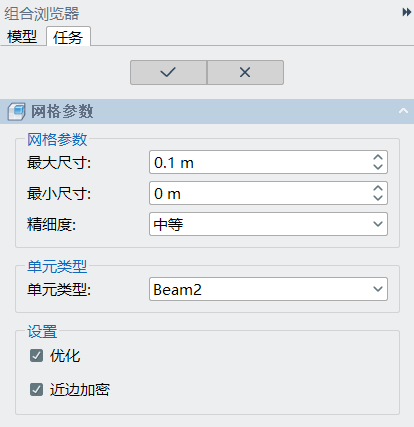 组合浏览器
模型 任务
网格参数
网格参数
最大尺寸: 0.1 m
最小尺寸: 0 m
精细度: 中等
单元类型
单元类型: Beam2
设置
优化
近边加密